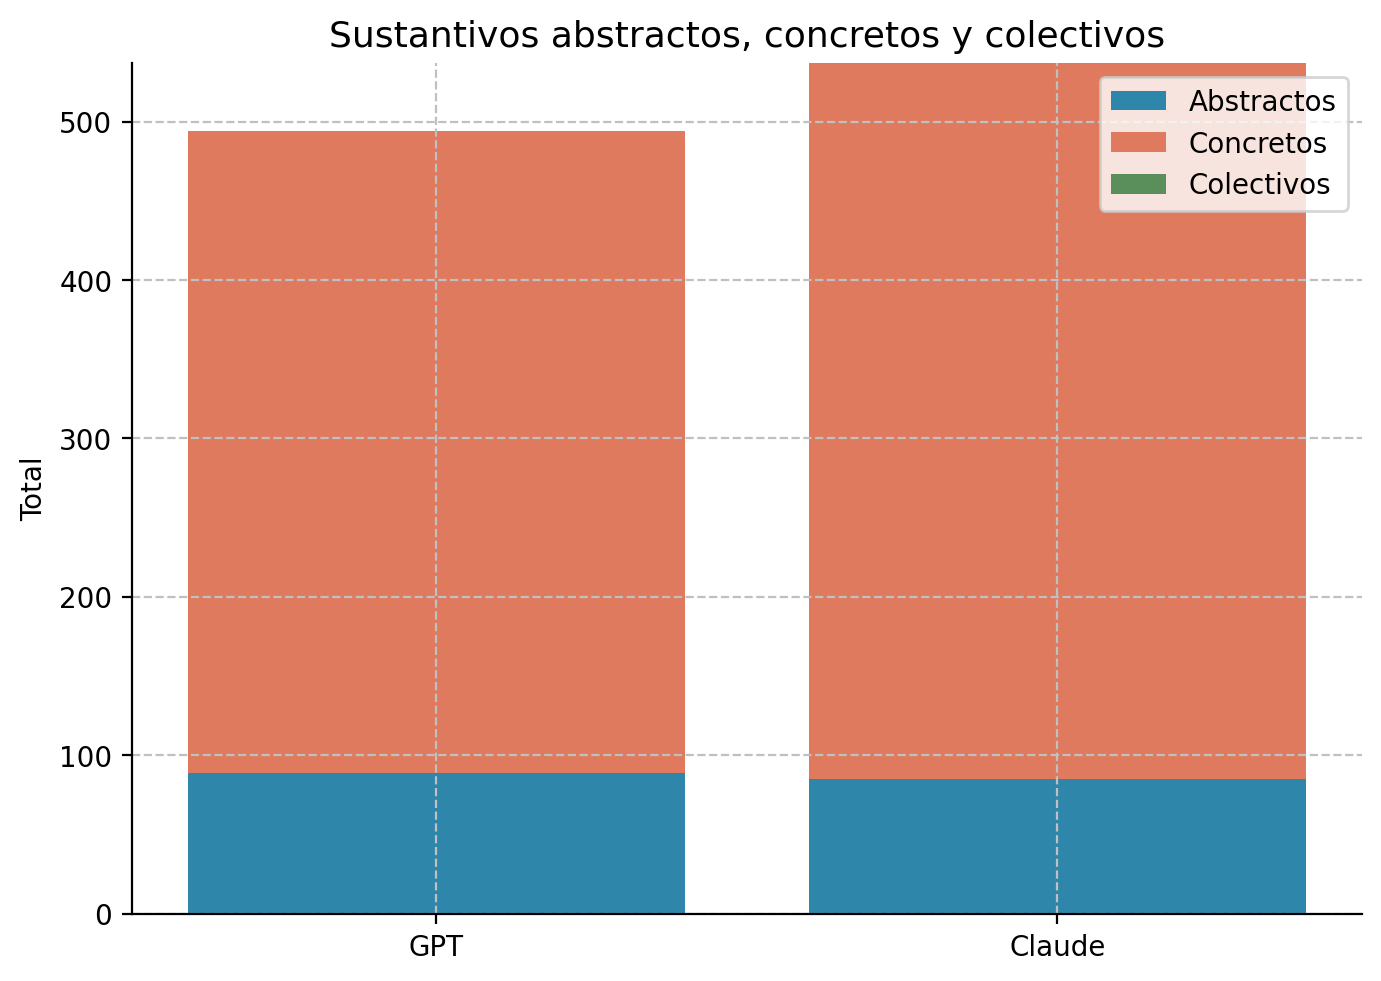 Sustantivos abstractos, concretos y colectivos
Abstractos
Concretos
Colectivos
Total
500
400
300
200
100
0
GPT
Claude